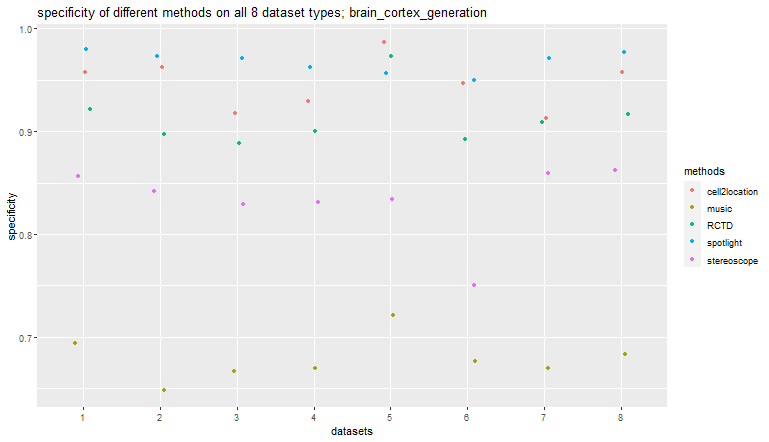 specificity of different methods on all 8 dataset types; brain_cortex_generation
1.0
0.9
0.8
0.7
specificity
1 2 3 4 5 6 7 8
datasets
methods
cell2location
music
RCTD
spotlight
stereoscope